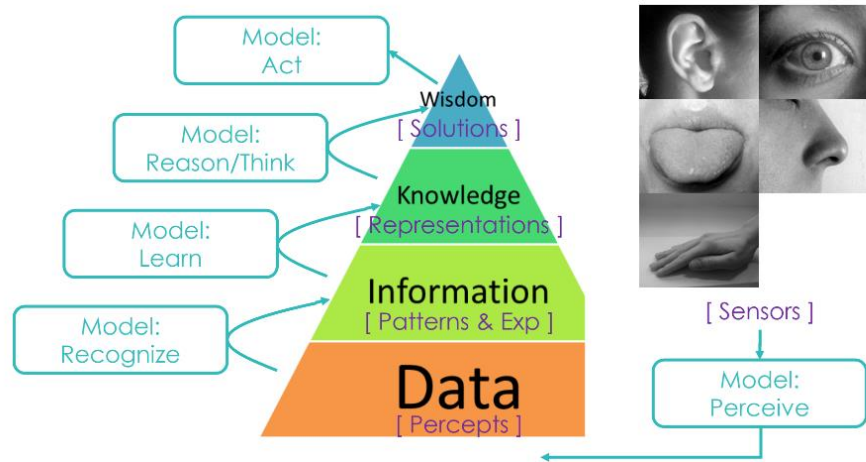 Model:
Act
Wisdom
[ Solutions ]
Model:
Reason/Think
Knowledge
[ Representations ]
Model:
Learn
Information
[ Patterns & Exp ]
Model:
Recognize
Data
[ Percepts ]
[ Sensors ]
Model:
Perceive